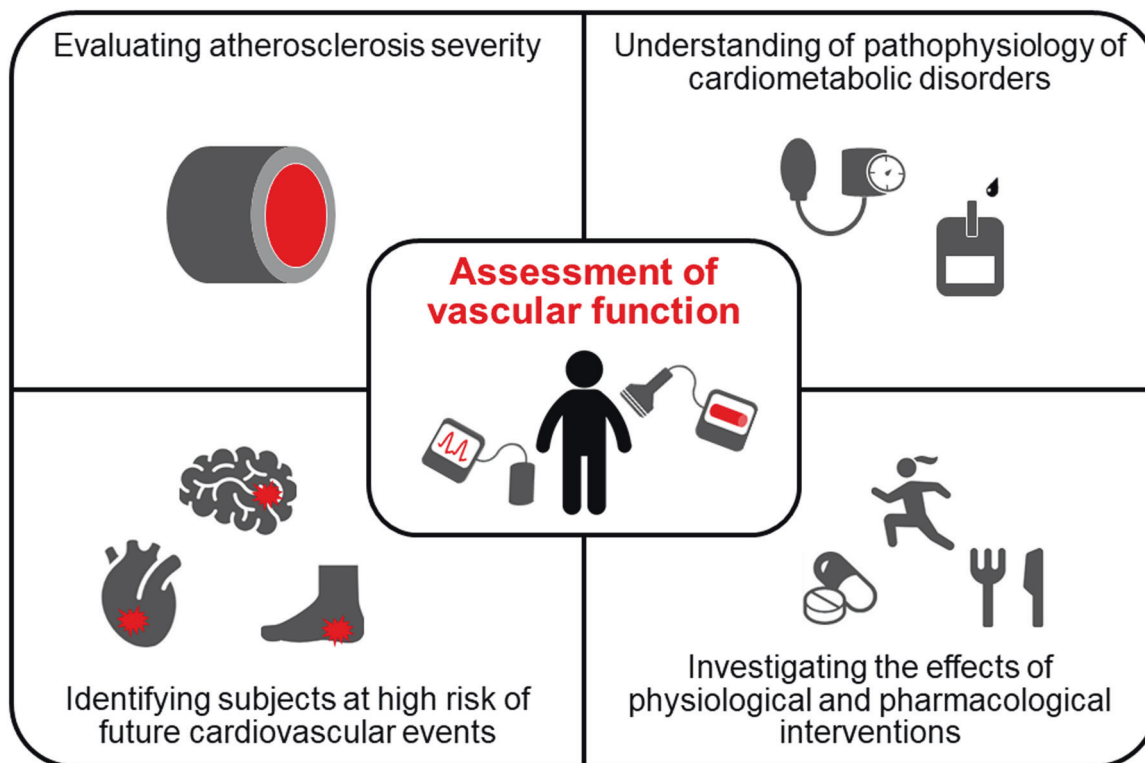 Evaluating atherosclerosis severity
Understanding of pathophysiology of
cardiometabolic disorders
Assessment of
vascular function
Identifying subjects at high risk of
future cardiovascular events
Investigating the effects of
physiological and pharmacological
interventions